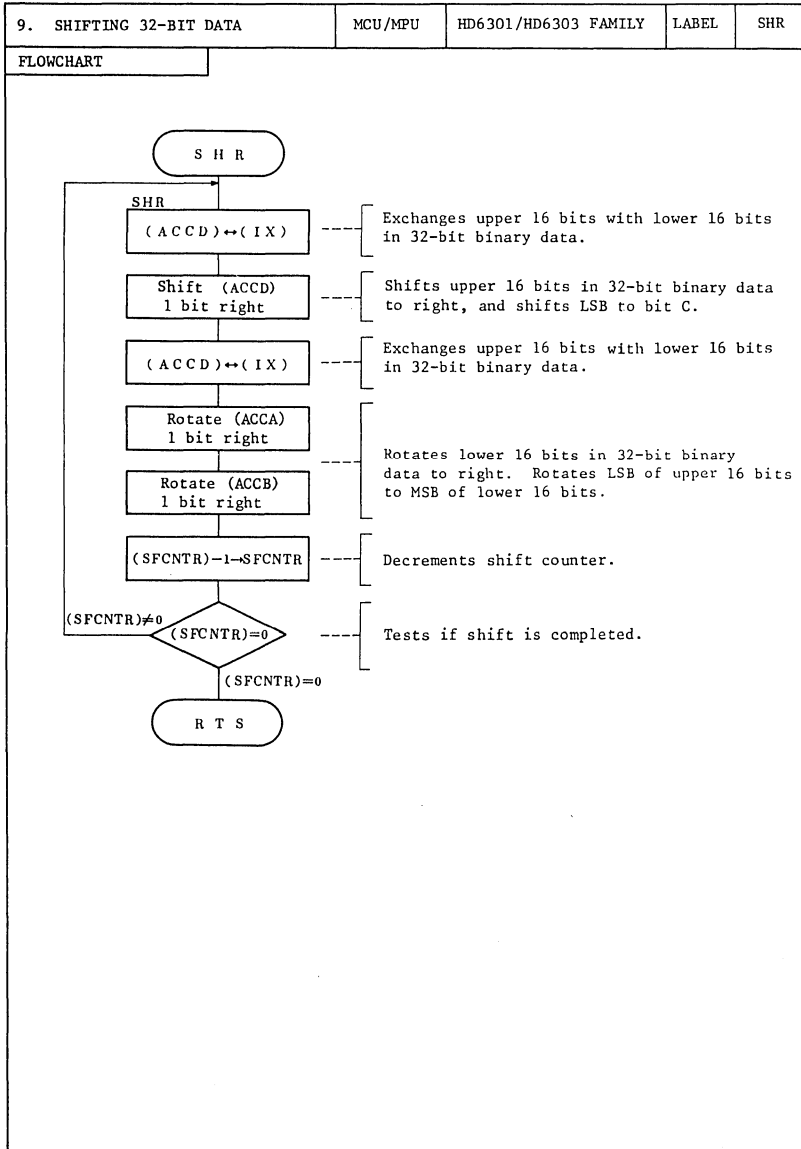 9. SHIFTING 32-BIT DATA
MCU/MPU
HD6301/HD6303 FAMILY
LABEL
SHR
FLOWCHART
S H R
SHR
(ACCD)↔(IX)
Exchanges upper 16 bits with lower 16 bits
in 32-bit binary data.
Shift (ACCD)
1 bit right
Shifts upper 16 bits in 32-bit binary data
to right, and shifts LSB to bit C.
(ACCD)↔(IX)
Exchanges upper 16 bits with lower 16 bits
in 32-bit binary data.
Rotate (ACCA)
1 bit right
Rotate (ACCB)
1 bit right
Rotates lower 16 bits in 32-bit binary
data to right. Rotates LSB of upper 16 bits
to MSB of lower 16 bits.
(SFCNTR)−1→SFCNTR
Decrements shift counter.
(SFCNTR)≠0
(SFCNTR)=0
Tests if shift is completed.
(SFCNTR)=0
R T S